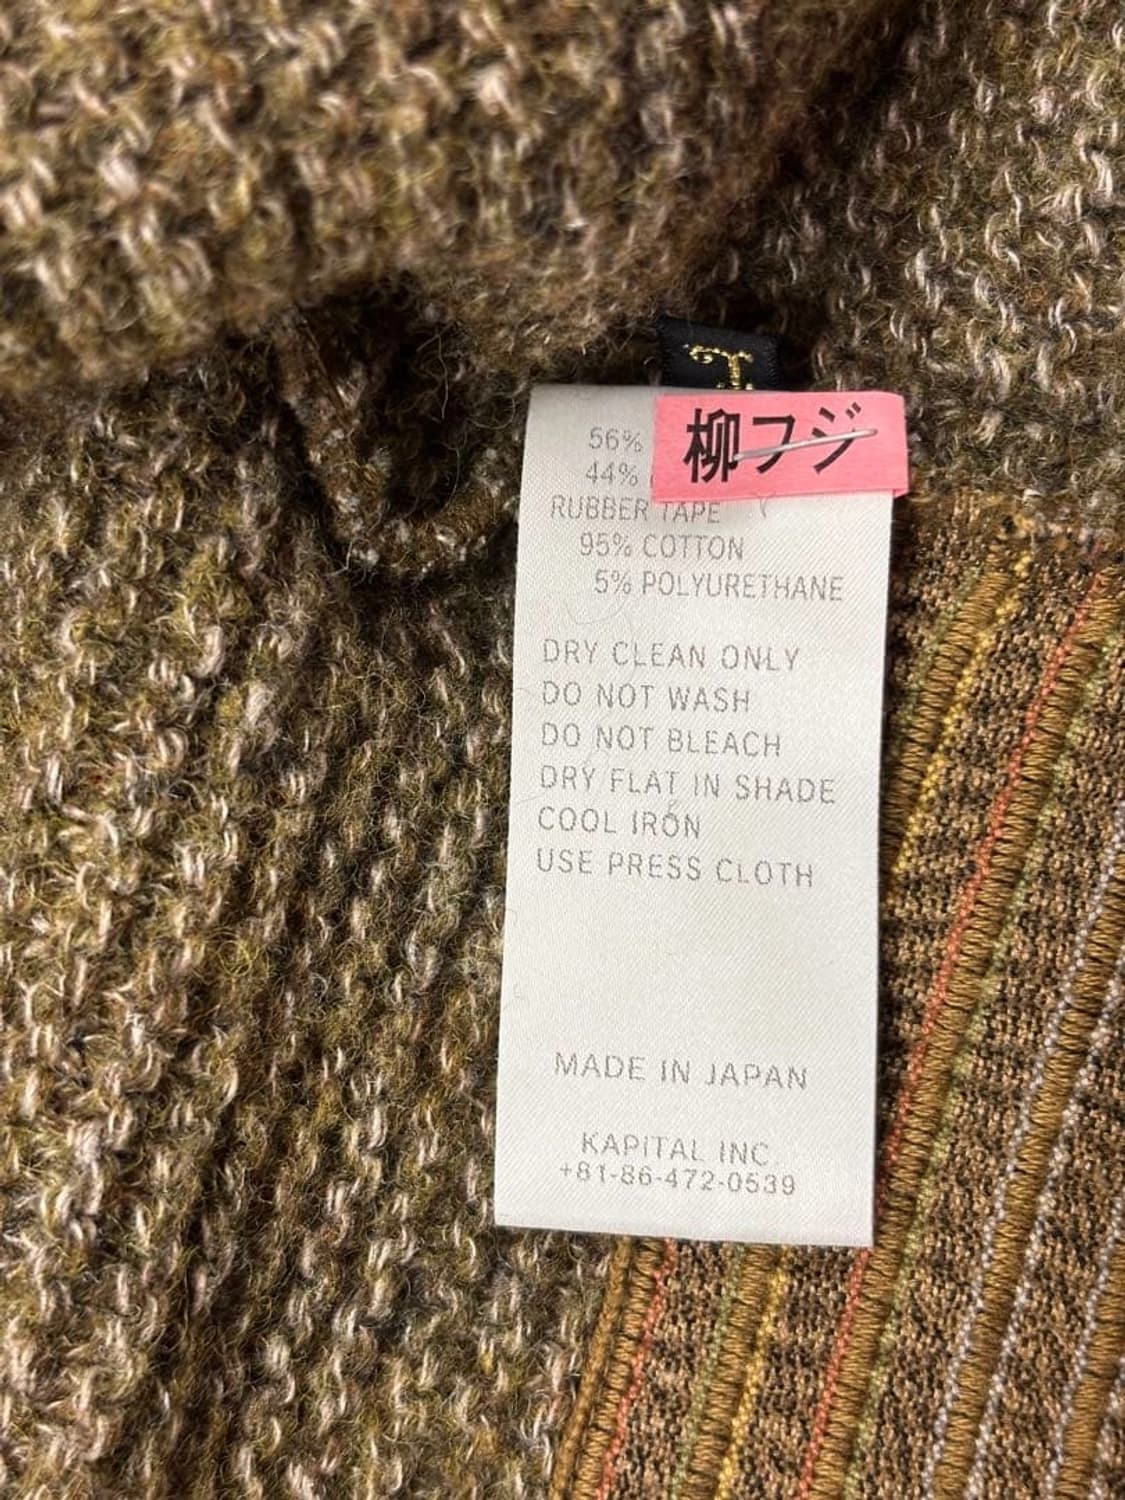 T
柳フジ
56%
44%
RUBBER TAPE
95% COTTON
5% POLYURETHANE
DRY CLEAN ONLY
DO NOT WASH
DO NOT BLEACH
DRY FLAT IN SHADE
COOL IRON
USE PRESS CLOTH
MADE IN JAPAN
KAPITAL INC.
+81-86-472-0539